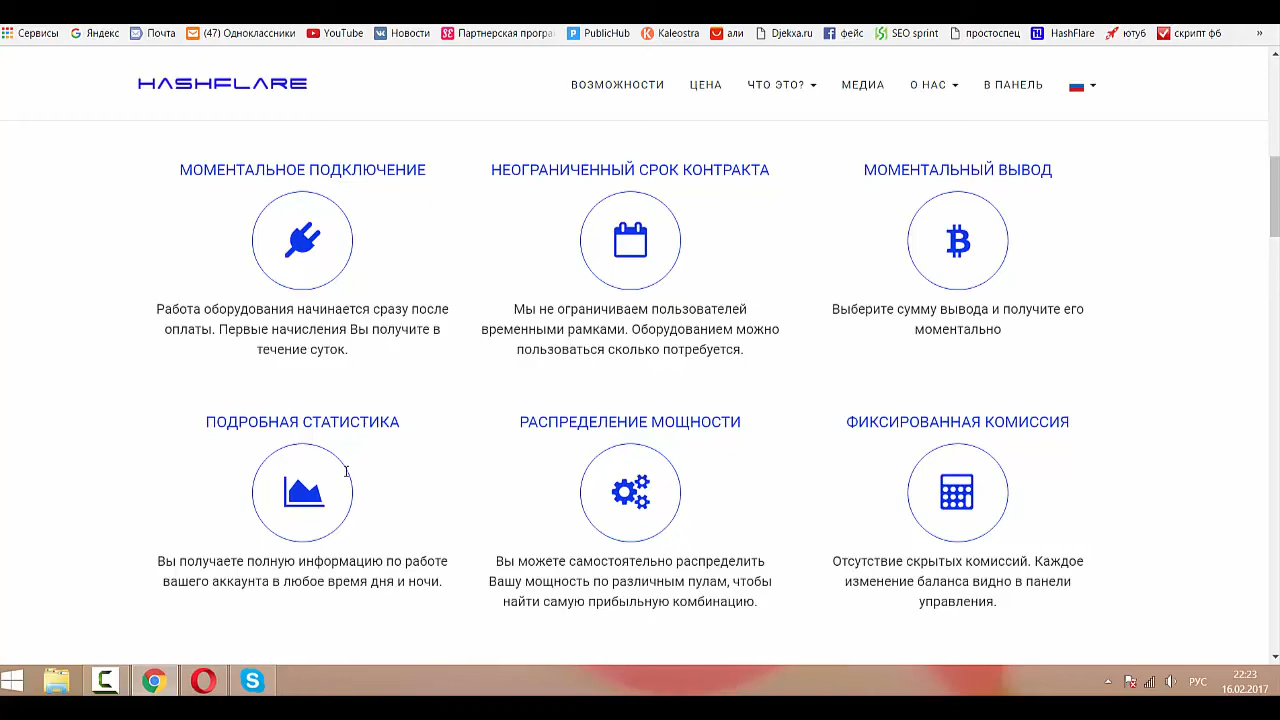 Сервисы Яндекс Почта (47) Одноклассники YouTube Новости Партнерская програ PublicHub Kaleostra али Djekxa.ru фейс SEO sprint простоспец HashFlare ютуб скрипт фб »
HASHFLARE ВОЗМОЖНОСТИ ЦЕНА ЧТО ЭТО? МЕДИА О НАС В ПАНЕЛЬ
МОМЕНТАЛЬНОЕ ПОДКЛЮЧЕНИЕ
Работа оборудования начинается сразу после
оплаты. Первые начисления Вы получите в
течение суток.
НЕОГРАНИЧЕННЫЙ СРОК КОНТРАКТА
Мы не ограничиваем пользователей
временными рамками. Оборудованием можно
пользоваться сколько потребуется.
МОМЕНТАЛЬНЫЙ ВЫВОД
Выберите сумму вывода и получите его
моментально
ПОДРОБНАЯ СТАТИСТИКА
Вы получаете полную информацию по работе
вашего аккаунта в любое время дня и ночи.
РАСПРЕДЕЛЕНИЕ МОЩНОСТИ
Вы можете самостоятельно распределить
Вашу мощность по различным пулам, чтобы
найти самую прибыльную комбинацию.
ФИКСИРОВАННАЯ КОМИССИЯ
Отсутствие скрытых комиссий. Каждое
изменение баланса видно в панели
управления.
РУС
22:23
16.02.2017